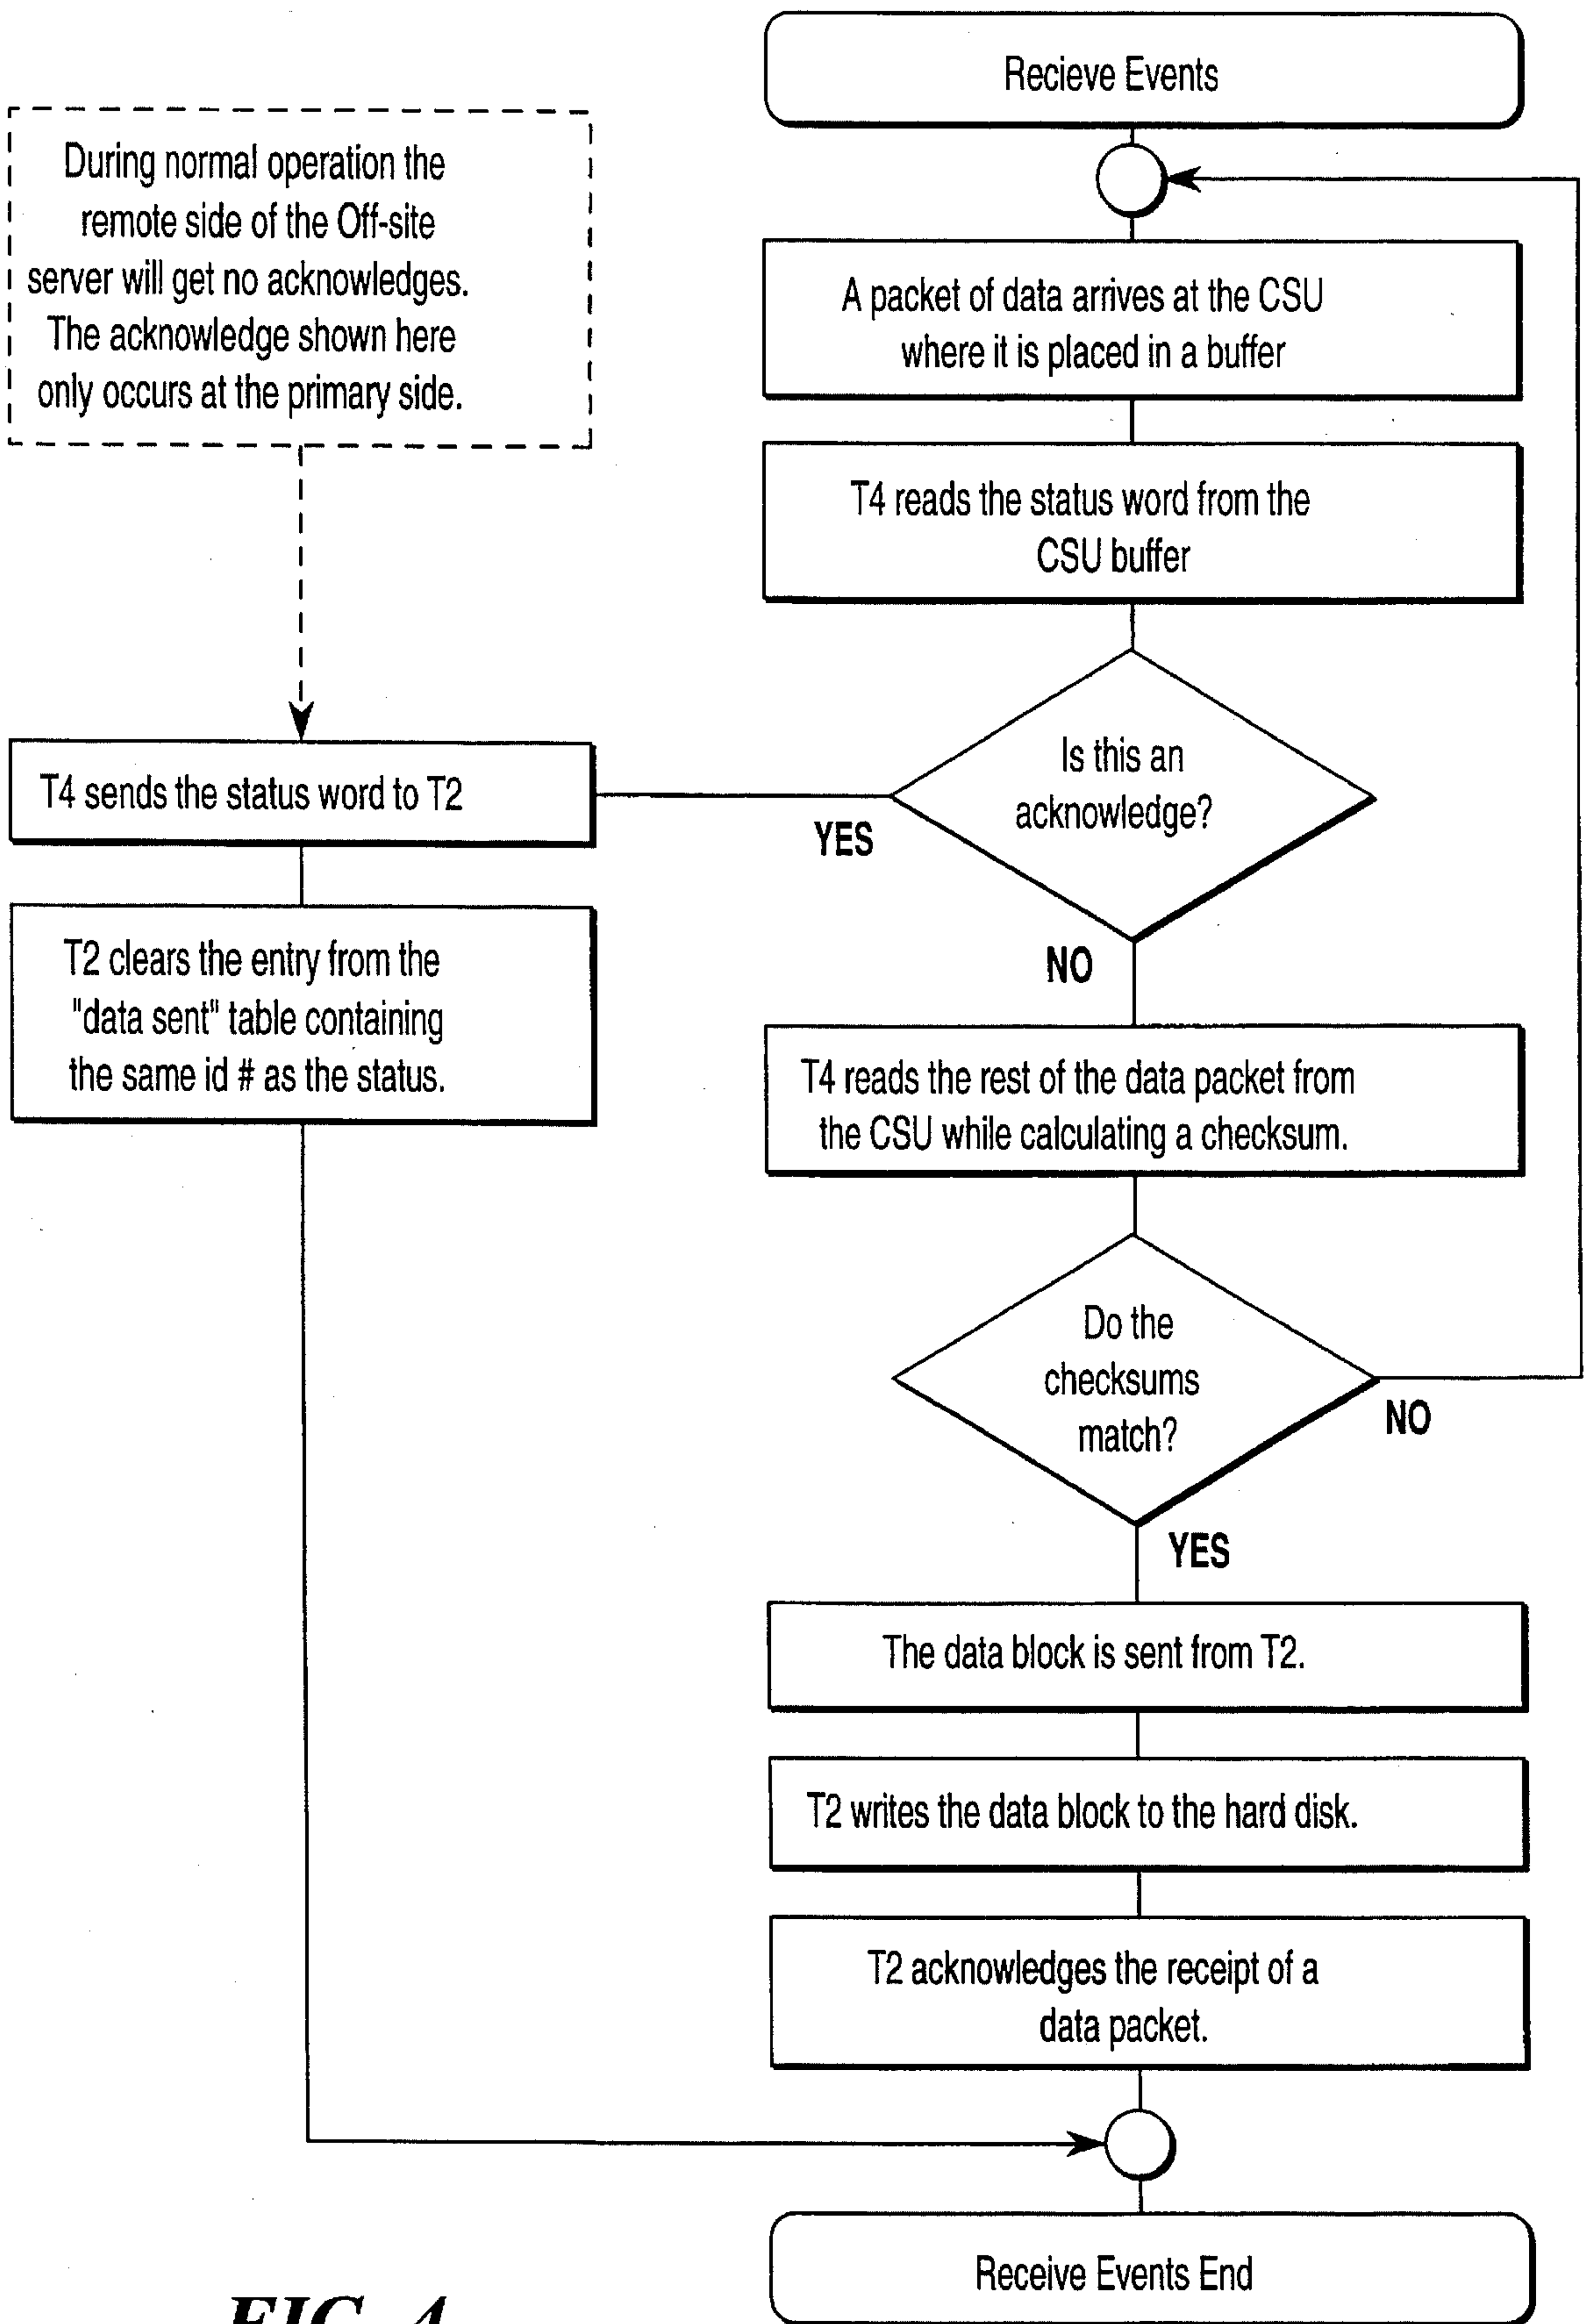 Recieve Events
During normal operation the
remote side of the Off-site
server will get no acknowledges.
The acknowledge shown here
only occurs at the primary side.
A packet of data arrives at the CSU
where it is placed in a buffer
T4 reads the status word from the
CSU buffer
Is this an
acknowledge?
YES
NO
T4 sends the status word to T2
T2 clears the entry from the
"data sent" table containing
the same id # as the status.
T4 reads the rest of the data packet from
the CSU while calculating a checksum.
Do the
checksums
match?
NO
YES
The data block is sent from T2.
T2 writes the data block to the hard disk.
T2 acknowledges the receipt of a
data packet.
Receive Events End
FIG. 4